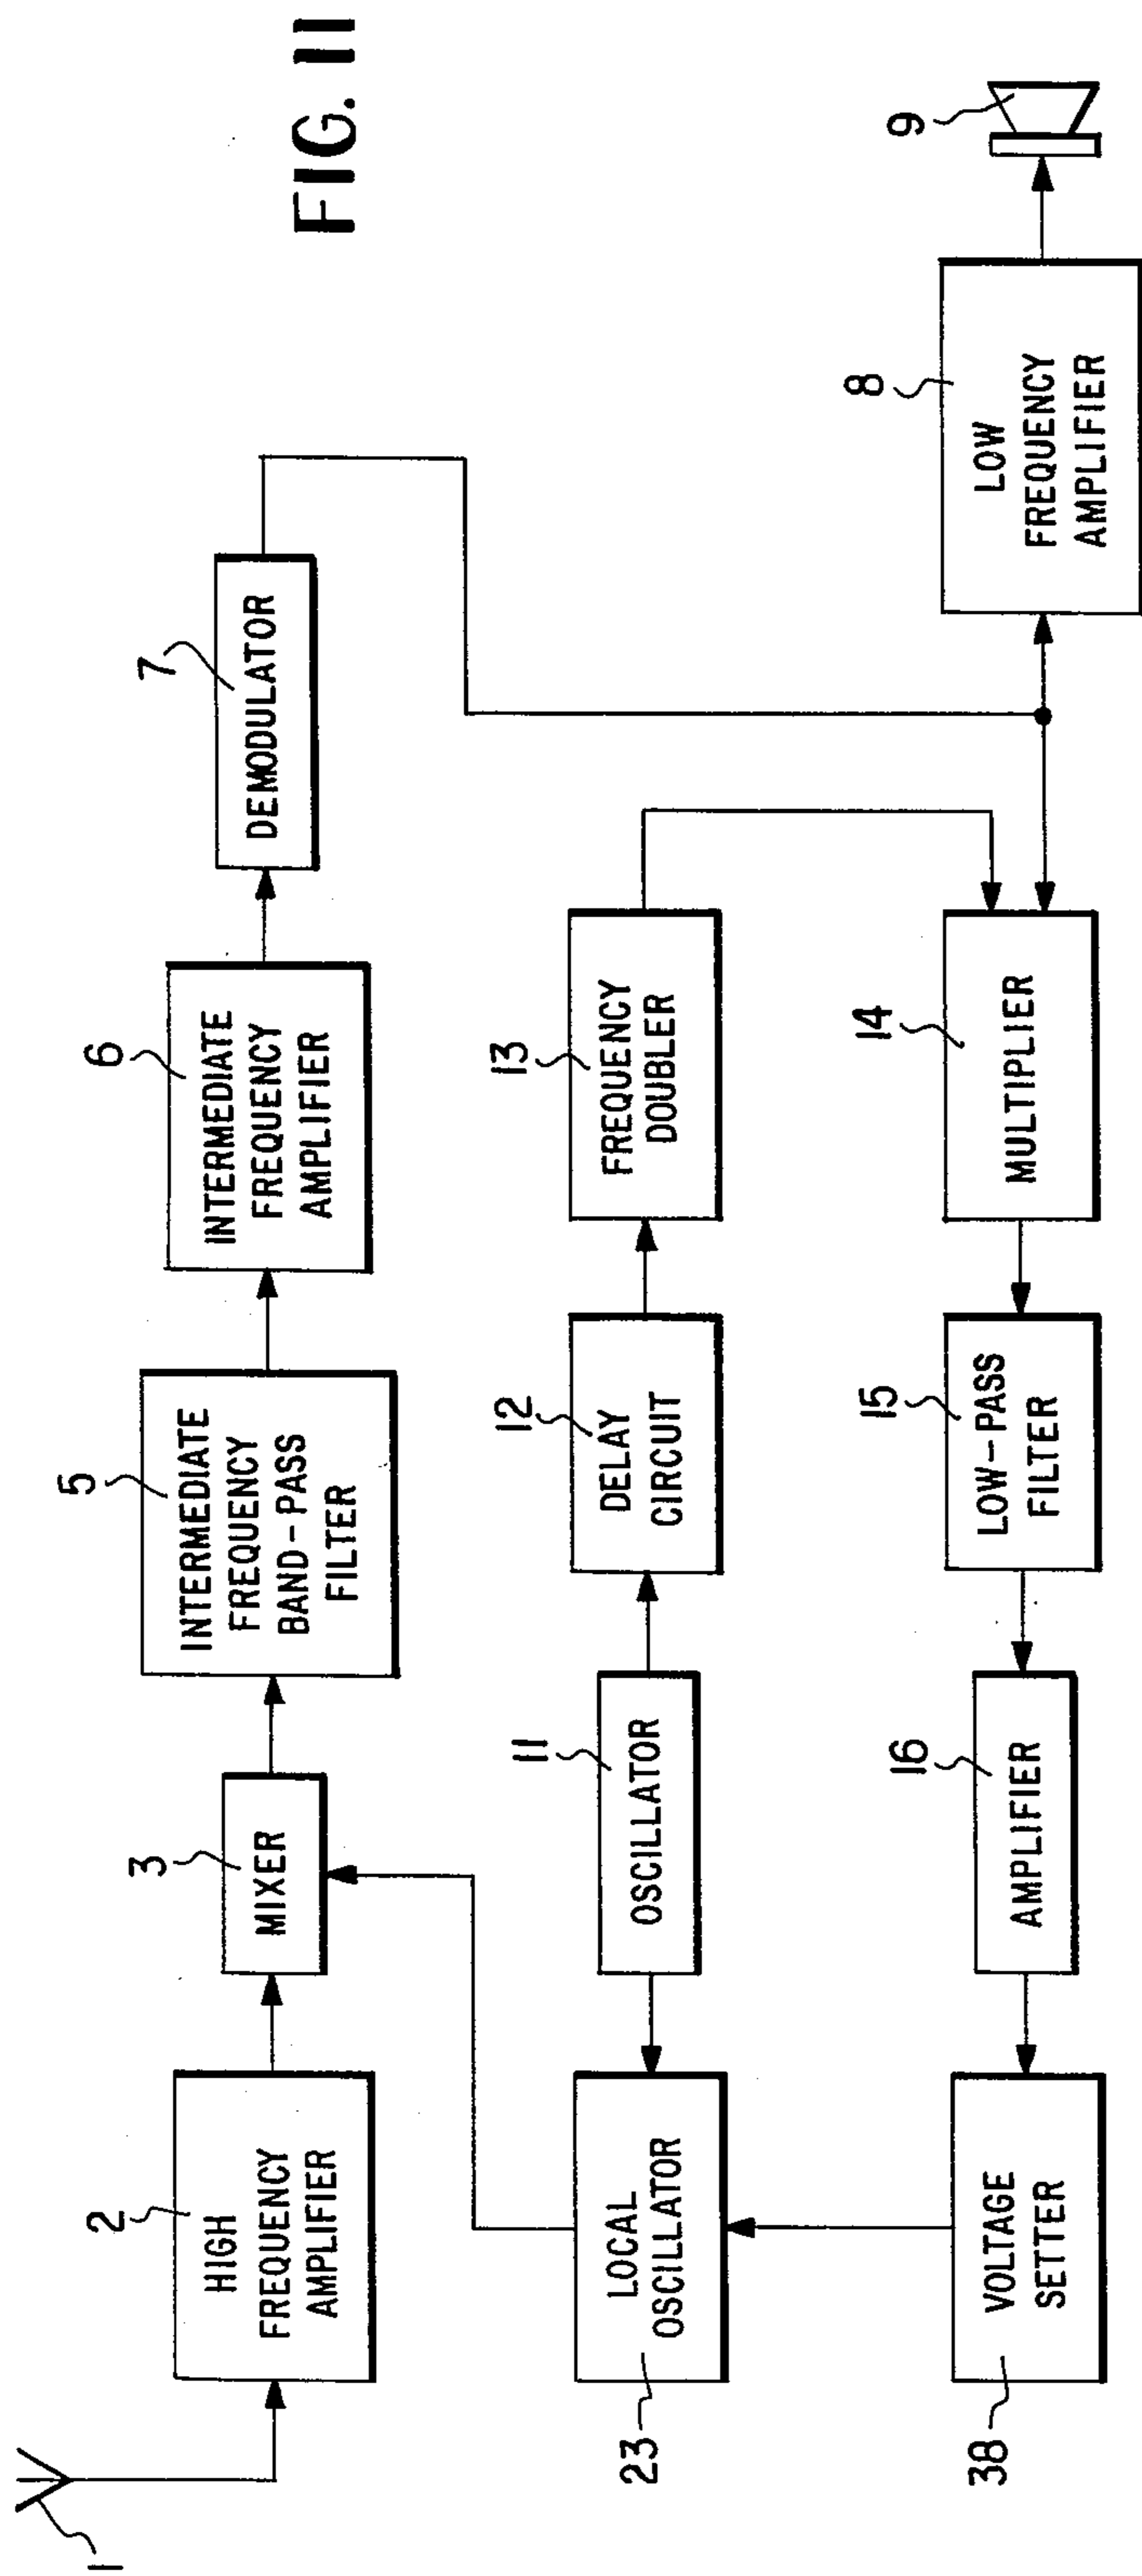 FIG. 11
1
2
HIGH
FREQUENCY
AMPLIFIER
3
MIXER
5
INTERMEDIATE
FREQUENCY
BAND-PASS
FILTER
6
INTERMEDIATE
FREQUENCY
AMPLIFIER
7
DEMODULATOR
23
LOCAL
OSCILLATOR
11
OSCILLATOR
12
DELAY
CIRCUIT
13
FREQUENCY
DOUBLER
38
VOLTAGE
SETTER
16
AMPLIFIER
15
LOW-PASS
FILTER
14
MULTIPLIER
8
LOW
FREQUENCY
AMPLIFIER
9